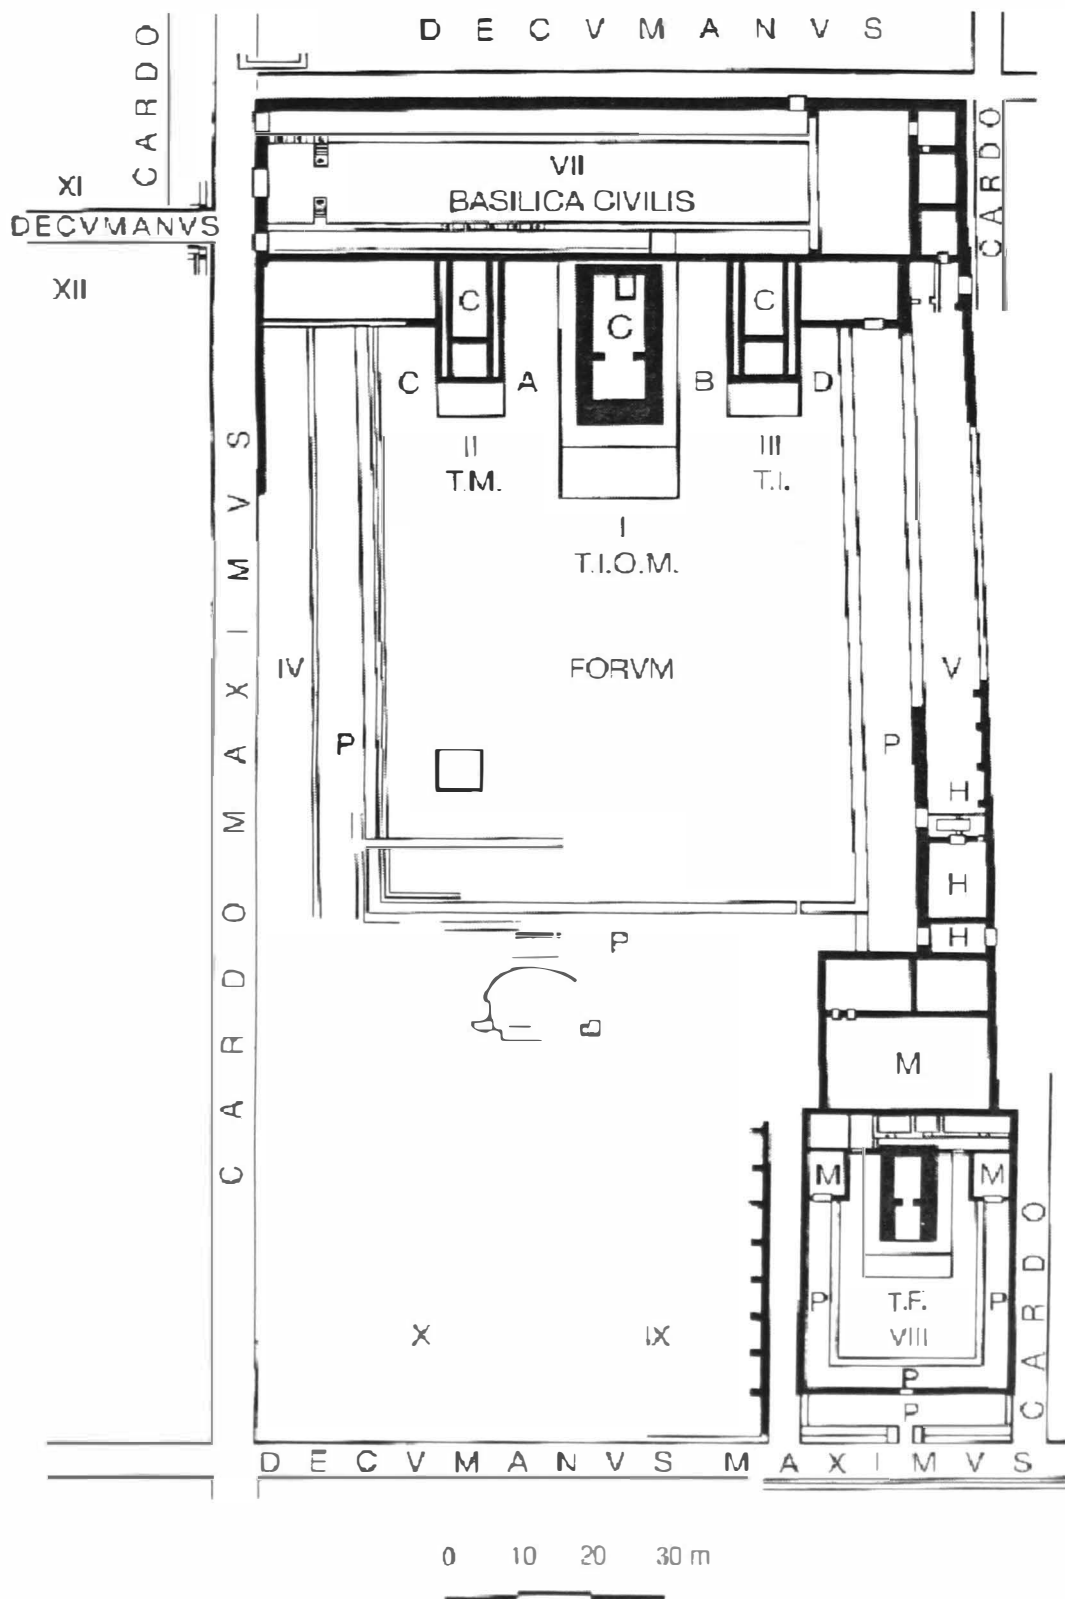 DECVMANVS
CARDO
CARDO
XI
DECVMANVS
XII
VII
BASILICA CIVILIS
C
C
C
C
A
B
D
II
T.M.
III
T.I.
I
T.I.O.M.
CARDO MAXIMVS
IV
FORVM
V
P
P
H
H
H
P
M
M
M
CARDO
P
T.F.
P
VIII
X
IX
P
P
DECVMANVS MAXIMVS
0 10 20 30 m